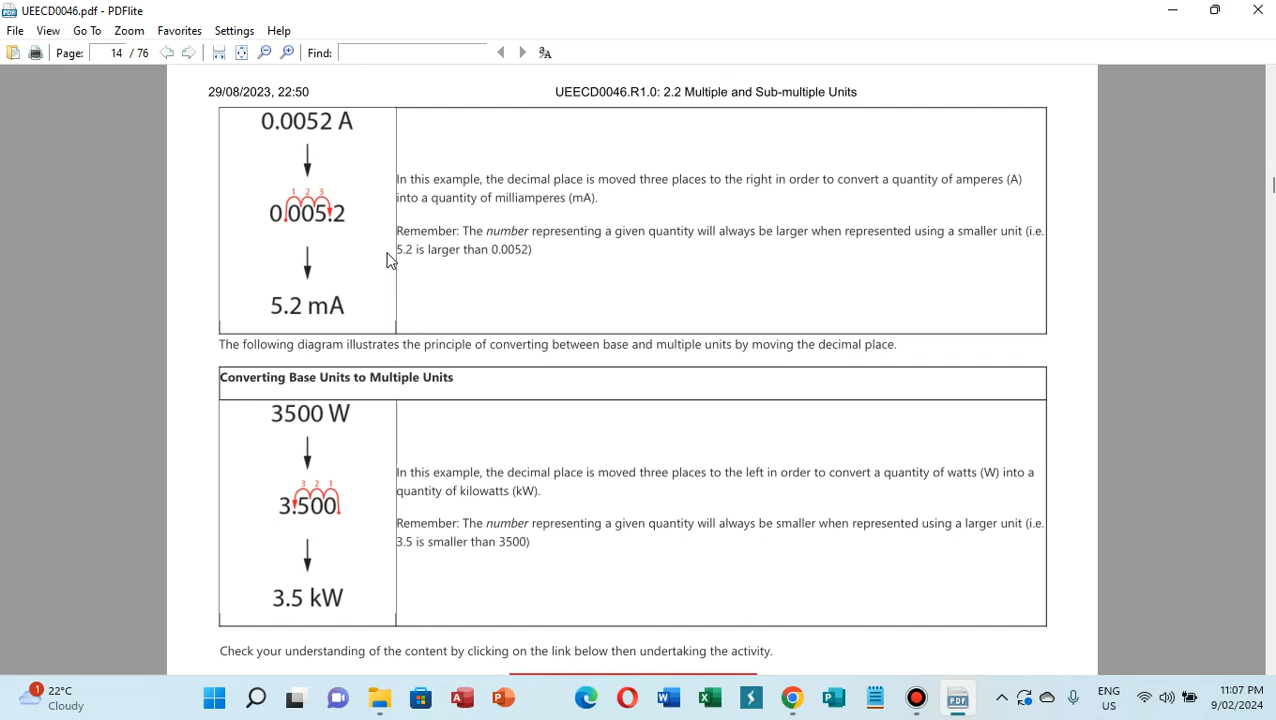 UEECD0046.pdf - PDFlite
File View Go To Zoom Favorites Settings Help
Page: 14 / 76 Find:
29/08/2023, 22:50 UEECD0046.R1.0: 2.2 Multiple and Sub-multiple Units
0.0052 A
1 2 3
0.005.2
5.2 mA
In this example, the decimal place is moved three places to the right in order to convert a quantity of amperes (A)
into a quantity of milliamperes (mA).
Remember: The number representing a given quantity will always be larger when represented using a smaller unit (i.e.
5.2 is larger than 0.0052)
The following diagram illustrates the principle of converting between base and multiple units by moving the decimal place.
Converting Base Units to Multiple Units
3500 W
3 2 1
3.500.
3.5 kW
In this example, the decimal place is moved three places to the left in order to convert a quantity of watts (W) into a
quantity of kilowatts (kW).
Remember: The number representing a given quantity will always be smaller when represented using a larger unit (i.e.
3.5 is smaller than 3500)
Check your understanding of the content by clicking on the link below then undertaking the activity.
1 22°C
Cloudy
ENG
US
11:07 PM
9/02/2024